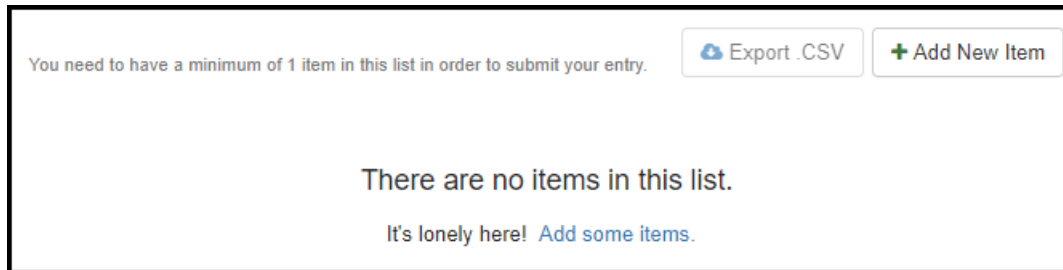 You need to have a minimum of 1 item in this list in order to submit your entry.
Export .CSV
Add New Item
There are no items in this list.
It's lonely here! Add some items.